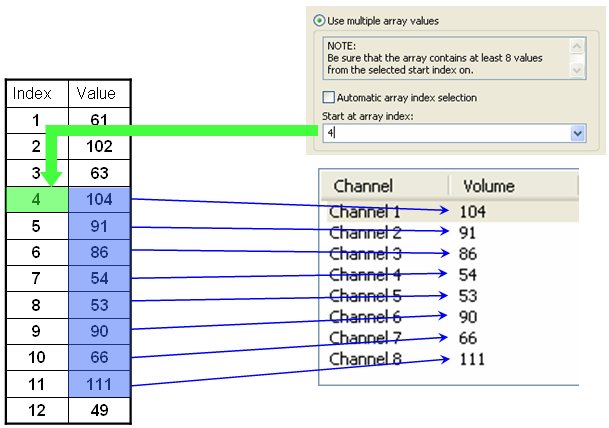 Use multiple array values
NOTE:
Be sure that the array contains at least 8 values
from the selected start index on.
Automatic array index selection
Start at array index:
4
Index Value
1 61
2 102
3 63
4 104
5 91
6 86
7 54
8 53
9 90
10 66
11 111
12 49
Channel Volume
Channel 1 104
Channel 2 91
Channel 3 86
Channel 4 54
Channel 5 53
Channel 6 90
Channel 7 66
Channel 8 111